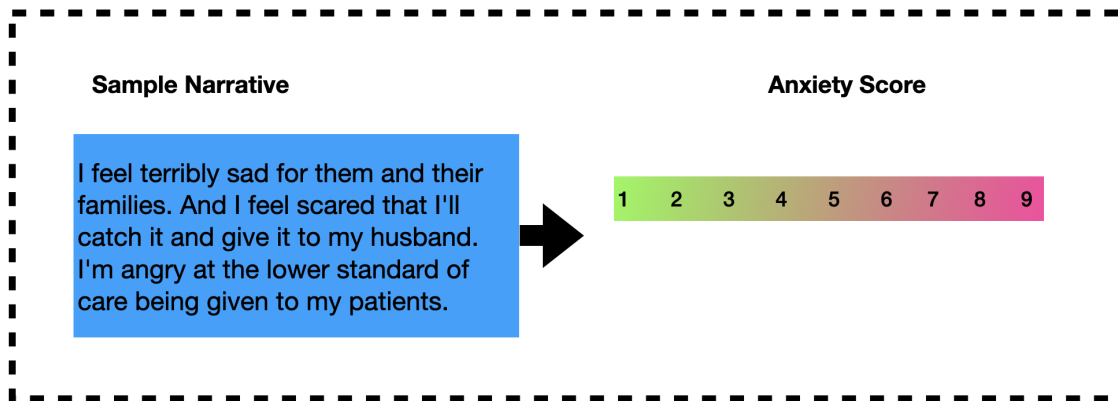 Sample Narrative
Anxiety Score
I feel terribly sad for them and their
families. And I feel scared that I'll
catch it and give it to my husband.
I'm angry at the lower standard of
care being given to my patients.
1 2 3 4 5 6 7 8 9